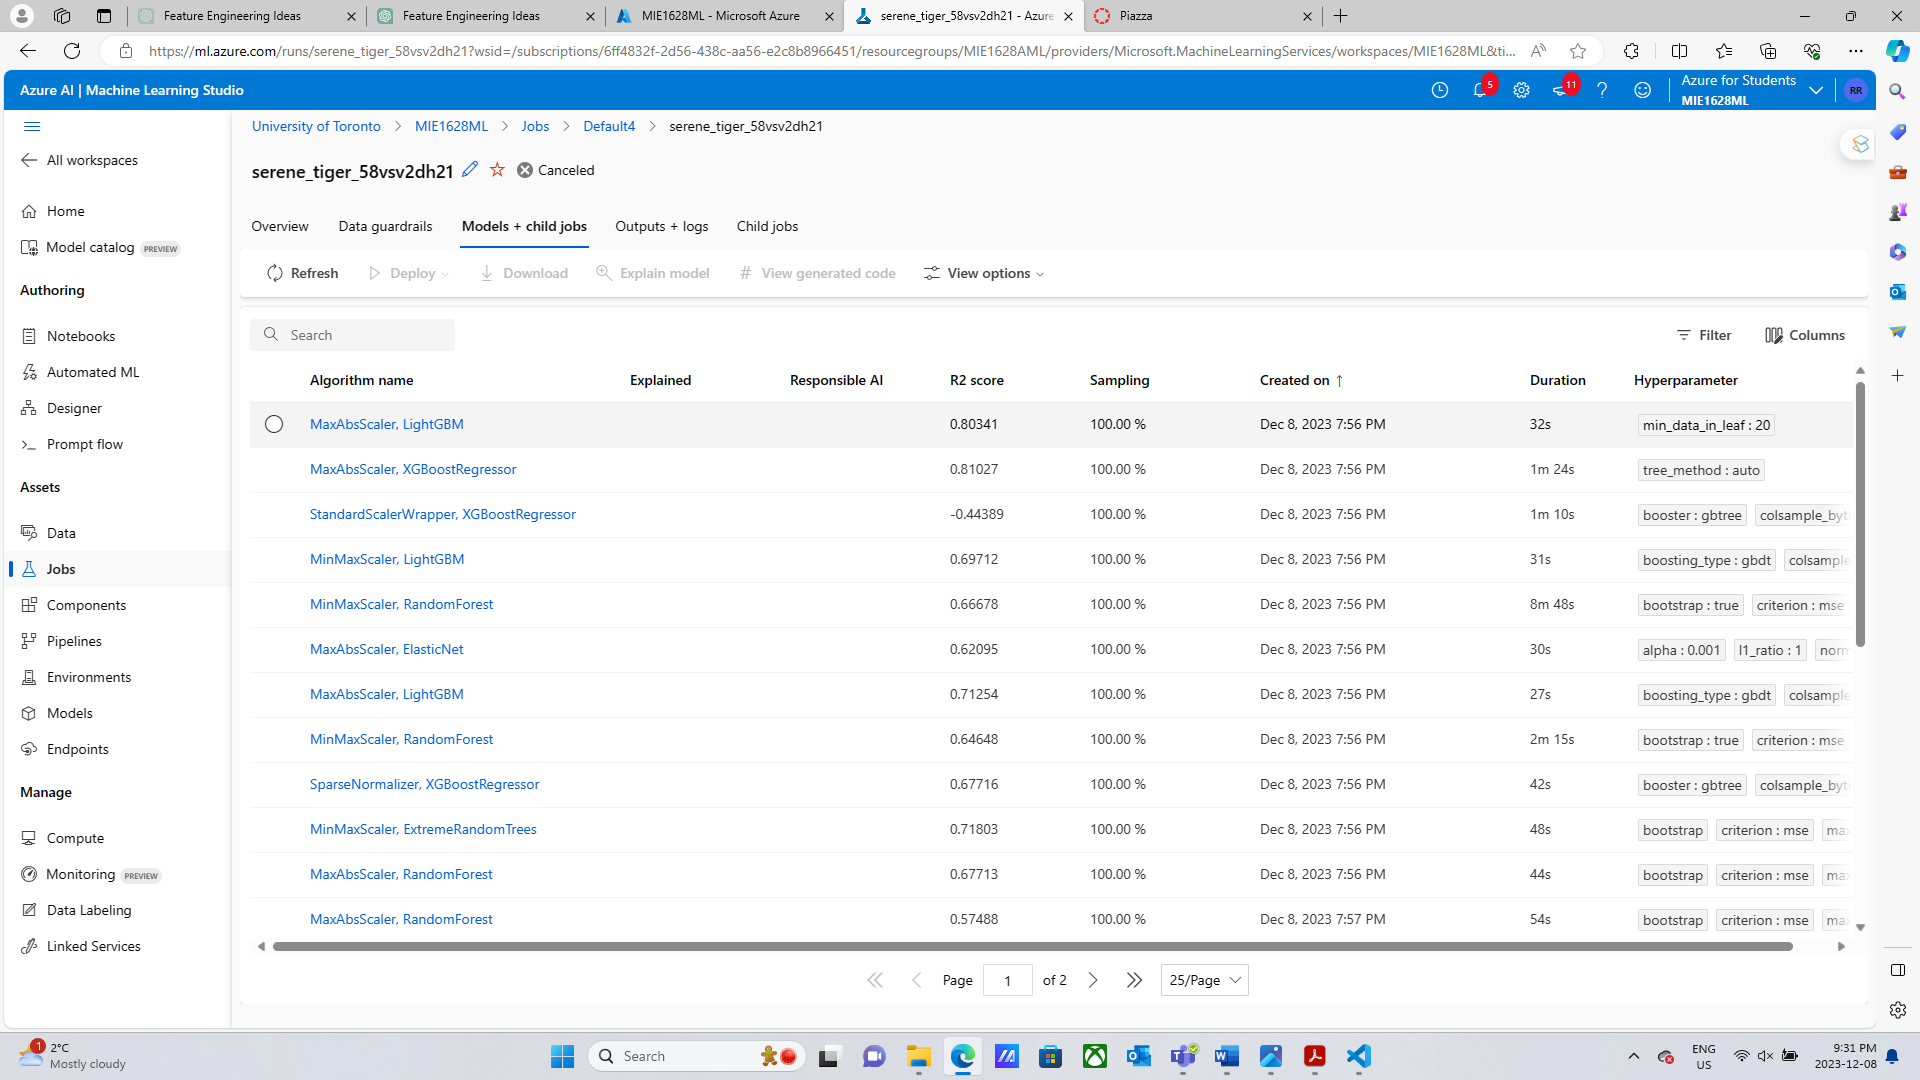 Feature Engineering Ideas
Feature Engineering Ideas
MIE1628ML - Microsoft Azure
serene_tiger_58vsv2dh21 - Azure
Piazza
https://ml.azure.com/runs/serene_tiger_58vsv2dh21?wsid=/subscriptions/6ff4832f-2d56-438c-aa56-e2c8b8966451/resourcegroups/MIE1628AML/providers/Microsoft.MachineLearningServices/workspaces/MIE1628ML&ti...
Azure AI | Machine Learning Studio
5
11
Azure for Students
MIE1628ML
RR
All workspaces
Home
Model catalog PREVIEW
Authoring
Notebooks
Automated ML
Designer
Prompt flow
Assets
Data
Jobs
Components
Pipelines
Environments
Models
Endpoints
Manage
Compute
Monitoring PREVIEW
Data Labeling
Linked Services
University of Toronto > MIE1628ML > Jobs > Default4 > serene_tiger_58vsv2dh21
serene_tiger_58vsv2dh21 Canceled
Overview Data guardrails Models + child jobs Outputs + logs Child jobs
Refresh Deploy Download Explain model # View generated code View options
Search Filter Columns
Algorithm name Explained Responsible AI R2 score Sampling Created on ↑ Duration Hyperparameter
MaxAbsScaler, LightGBM 0.80341 100.00 % Dec 8, 2023 7:56 PM 32s min_data_in_leaf : 20
MaxAbsScaler, XGBoostRegressor 0.81027 100.00 % Dec 8, 2023 7:56 PM 1m 24s tree_method : auto
StandardScalerWrapper, XGBoostRegressor -0.44389 100.00 % Dec 8, 2023 7:56 PM 1m 10s booster : gbtree colsample_byt
MinMaxScaler, LightGBM 0.69712 100.00 % Dec 8, 2023 7:56 PM 31s boosting_type : gbdt colsample
MinMaxScaler, RandomForest 0.66678 100.00 % Dec 8, 2023 7:56 PM 8m 48s bootstrap : true criterion : mse
MaxAbsScaler, ElasticNet 0.62095 100.00 % Dec 8, 2023 7:56 PM 30s alpha : 0.001 l1_ratio : 1 norm
MaxAbsScaler, LightGBM 0.71254 100.00 % Dec 8, 2023 7:56 PM 27s boosting_type : gbdt colsample
MinMaxScaler, RandomForest 0.64648 100.00 % Dec 8, 2023 7:56 PM 2m 15s bootstrap : true criterion : mse
SparseNormalizer, XGBoostRegressor 0.67716 100.00 % Dec 8, 2023 7:56 PM 42s booster : gbtree colsample_byt
MinMaxScaler, ExtremeRandomTrees 0.71803 100.00 % Dec 8, 2023 7:56 PM 48s bootstrap criterion : mse max
MaxAbsScaler, RandomForest 0.67713 100.00 % Dec 8, 2023 7:56 PM 44s bootstrap criterion : mse max
MaxAbsScaler, RandomForest 0.57488 100.00 % Dec 8, 2023 7:57 PM 54s bootstrap criterion : mse max
Page 1 of 2 25/Page
1
2°C
Mostly cloudy
Search
ENG
US
9:31 PM
2023-12-08